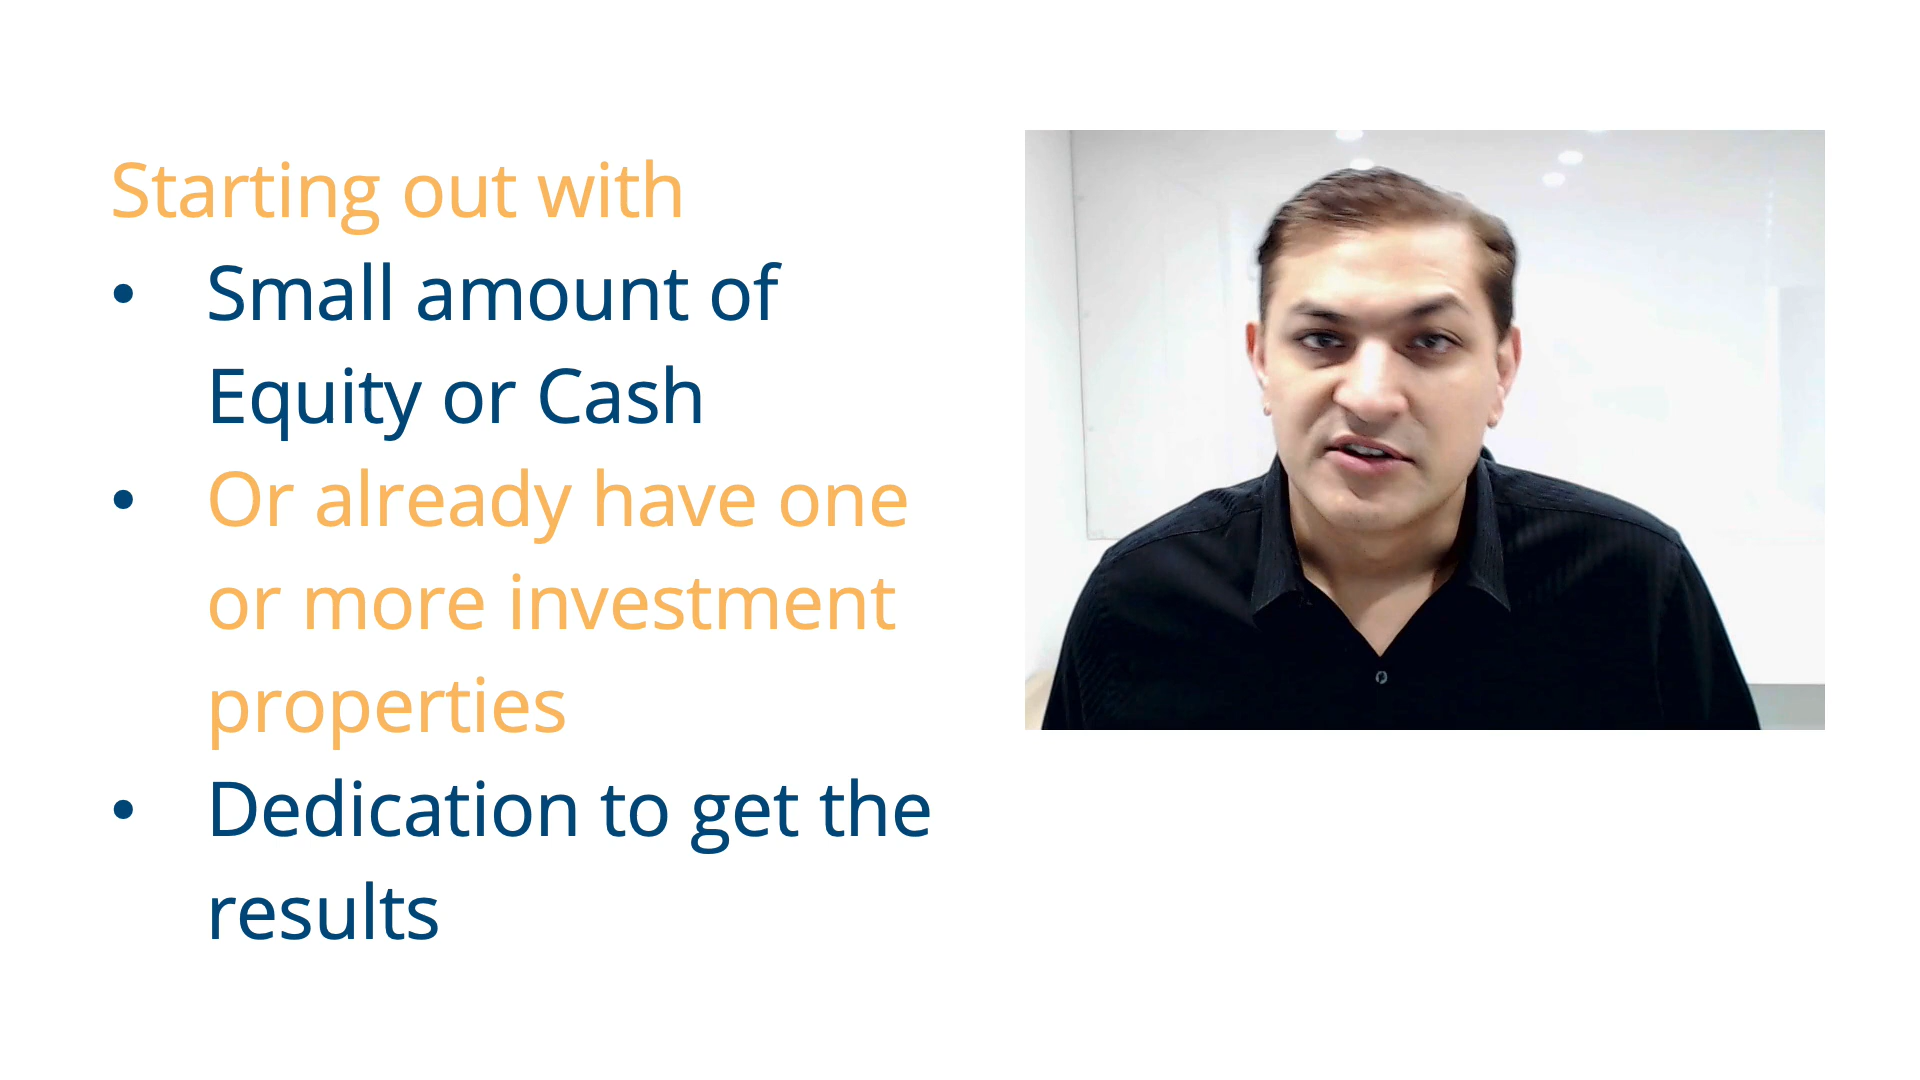 Starting out with
• Small amount of
Equity or Cash
• Or already have one
or more investment
properties
• Dedication to get the
results